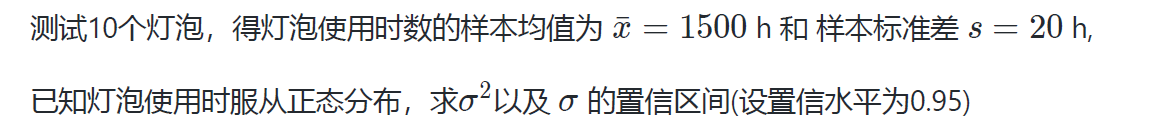 测试10个灯泡，得灯泡使用时数的样本均值为 x̄ = 1500 h 和 样本标准差 s = 20 h,
已知灯泡使用时服从正态分布，求σ²以及 σ 的置信区间(设置信水平为0.95)